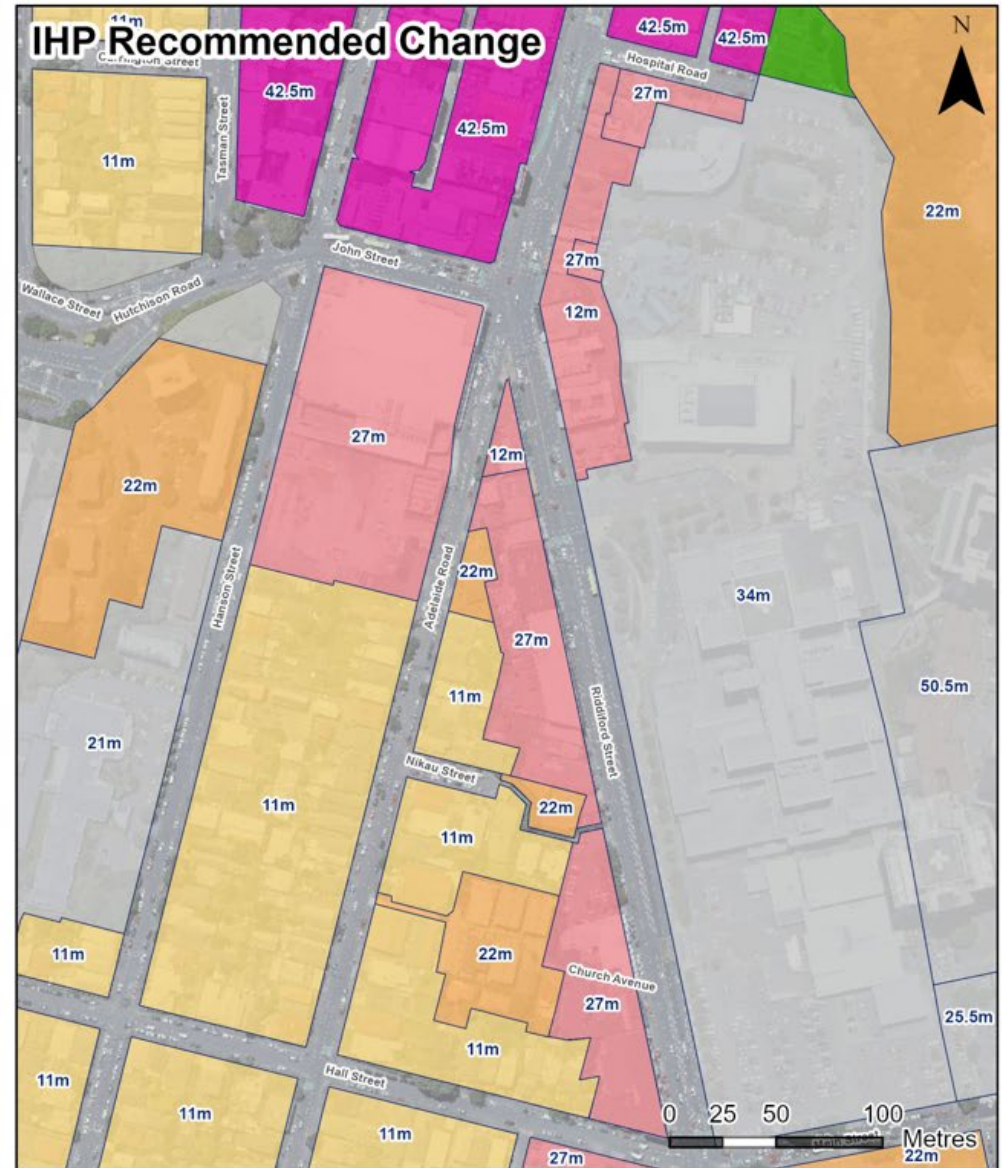 11m
IHP Recommended Change
Carrington Street
42.5m
42.5m
Hospital Road
N
42.5m
27m
42.5m
Tasman Street
11m
22m
John Street
27m
Wallace Street
Hutchison Road
12m
27m
12m
22m
22m
Hanson Street
Adelaide Road
34m
27m
50.5m
11m
Riddiford Street
21m
Nikau Street
11m
22m
11m
11m
22m
Church Avenue
27m
25.5m
11m
11m
Hall Street
11m
11m
0 25 50 100
Metres
Mein Street
27m
22m